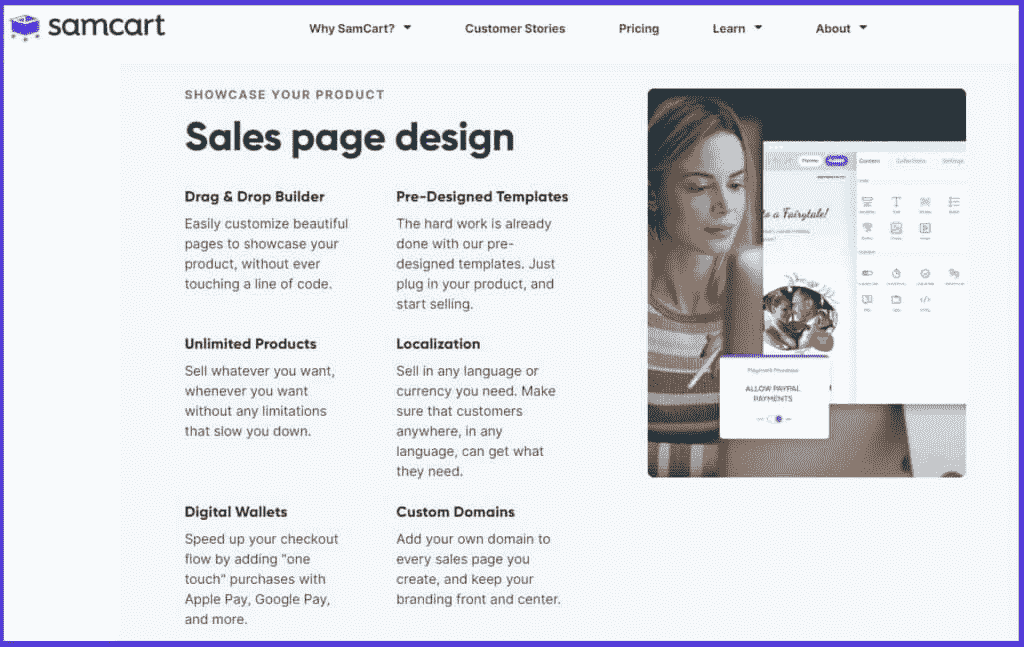 samcart
Why SamCart?
Customer Stories
Pricing
Learn
About
SHOWCASE YOUR PRODUCT
Sales page design
Drag & Drop Builder
Easily customize beautiful
pages to showcase your
product, without ever
touching a line of code.
Pre-Designed Templates
The hard work is already
done with our pre-
designed templates. Just
plug in your product, and
start selling.
Unlimited Products
Sell whatever you want,
whenever you want
without any limitations
that slow you down.
Localization
Sell in any language or
currency you need. Make
sure that customers
anywhere, in any
language, can get what
they need.
Digital Wallets
Speed up your checkout
flow by adding "one
touch" purchases with
Apple Pay, Google Pay,
and more.
Custom Domains
Add your own domain to
every sales page you
create, and keep your
branding front and center.
Settings
to a Fairytale!
ALLOW PAYPAL
PAYMENTS